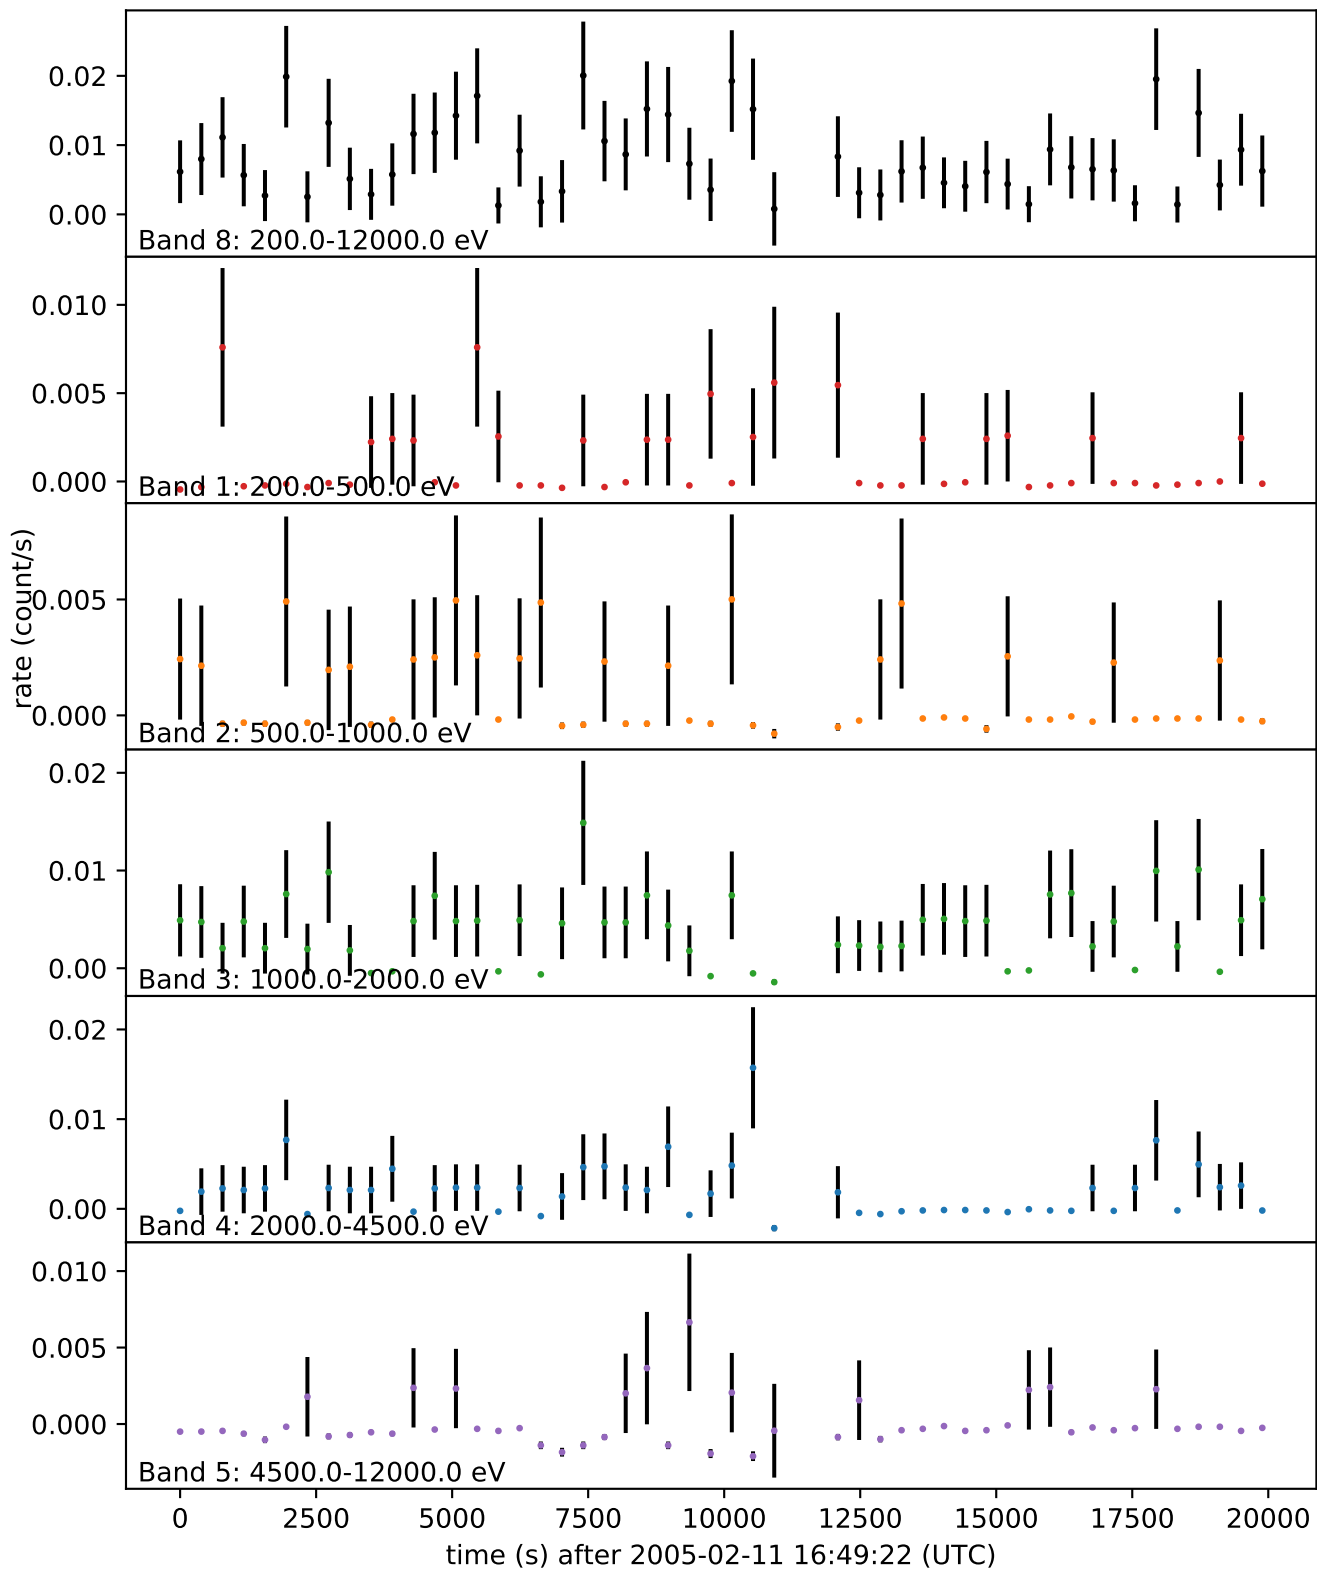 0.02
0.01
0.00
Band 8: 200.0-12000.0 eV
0.010
0.005
0.000
Band 1: 200.0-500.0 eV
rate (count/s)
0.005
0.000
Band 2: 500.0-1000.0 eV
0.02
0.01
0.00
Band 3: 1000.0-2000.0 eV
0.02
0.01
0.00
Band 4: 2000.0-4500.0 eV
0.010
0.005
0.000
Band 5: 4500.0-12000.0 eV
0 2500 5000 7500 10000 12500 15000 17500 20000
time (s) after 2005-02-11 16:49:22 (UTC)